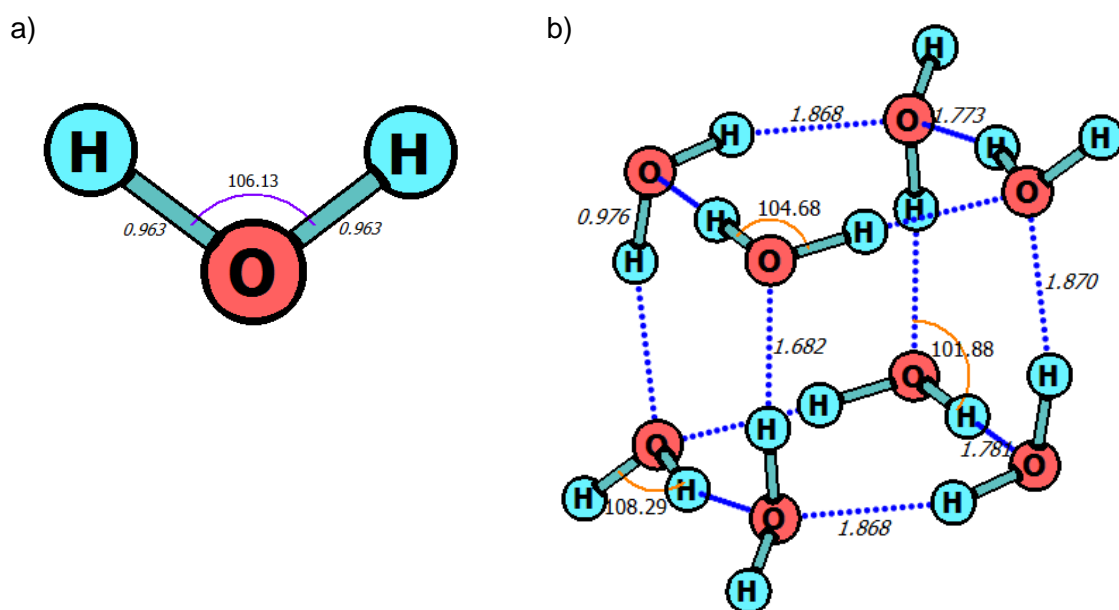 a)
H H
106.13
0.963 0.963
O
b)
H
H 1.868 O 1.773 H H
O O
0.976 H 104.68 H H
H O
1.870
1.682
101.88
O H
H H
H O H 1.781 O
H H H
108.29 O 1.868
H